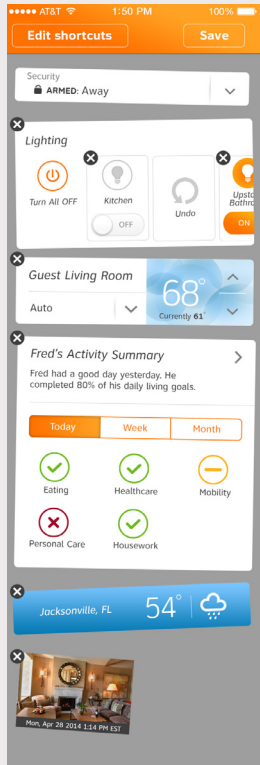 AT&T 1:50 PM 100%
Edit shortcuts Save
Security
ARMED: Away
Lighting
Turn All OFF
Kitchen
OFF
Undo
Upsta
Bathro
ON
Guest Living Room
Auto
68°
Currently 61°
Fred's Activity Summary
Fred had a good day yesterday. He
completed 80% of his daily living goals.
Today Week Month
Eating Healthcare Mobility
Personal Care Housework
Jacksonville, FL 54°
Mon, Apr 28 2014 1:14 PM EST